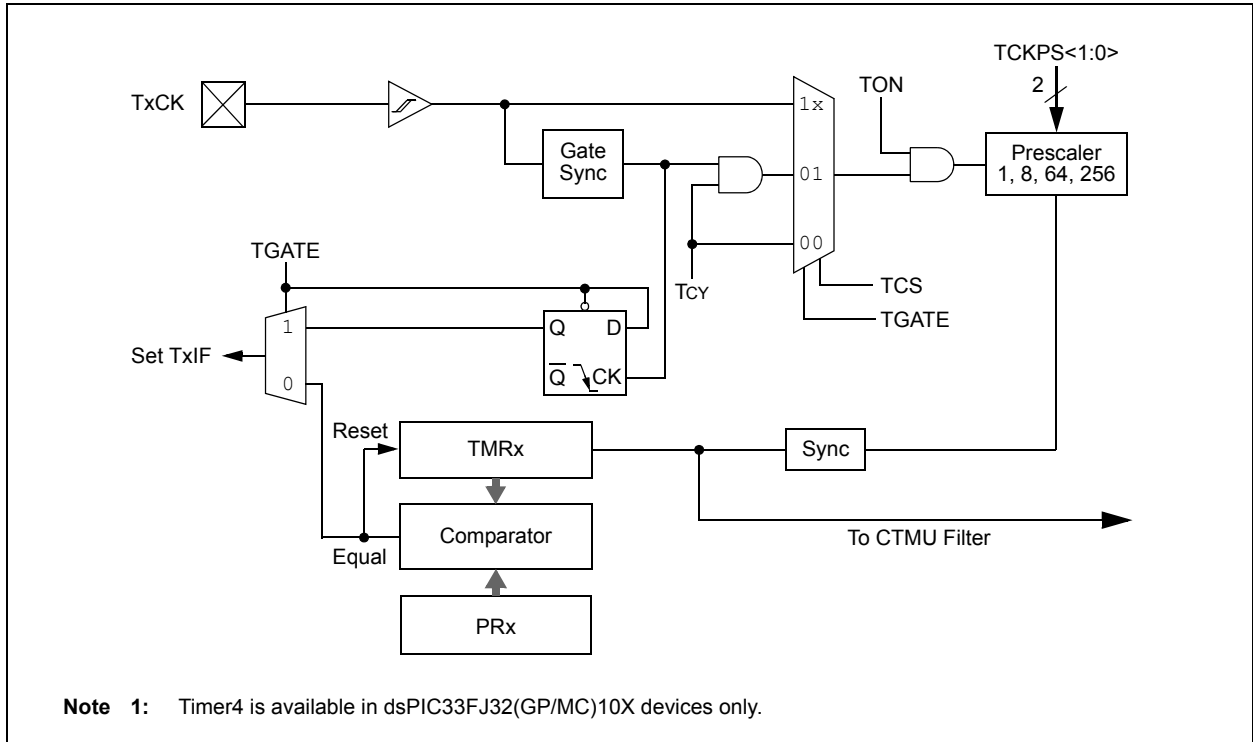 TCKPS<1:0>
2
TxCK
1x
TON
Gate
Sync
Prescaler
1, 8, 64, 256
01
00
TGATE
TCY
TCS
TGATE
1
Q
D
Set TxIF
0
Q̅
CK
Reset
TMRx
Sync
Comparator
Equal
To CTMU Filter
PRx
Note 1: Timer4 is available in dsPIC33FJ32(GP/MC)10X devices only.